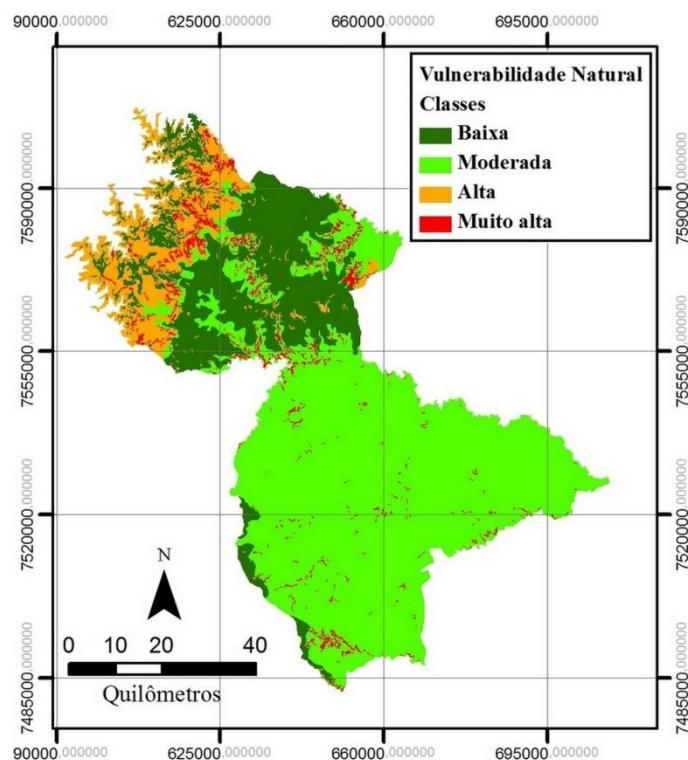 90000.000000 625000.000000 660000.000000 695000.000000
Vulnerabilidade Natural
Classes
Baixa
Moderada
Alta
Muito alta
7590000.000000 7590000.000000
7555000.000000 7555000.000000
7520000.000000 7520000.000000
7485000.000000 7485000.000000
N
0 10 20 40
Quilômetros
90000.000000 625000.000000 660000.000000 695000.000000